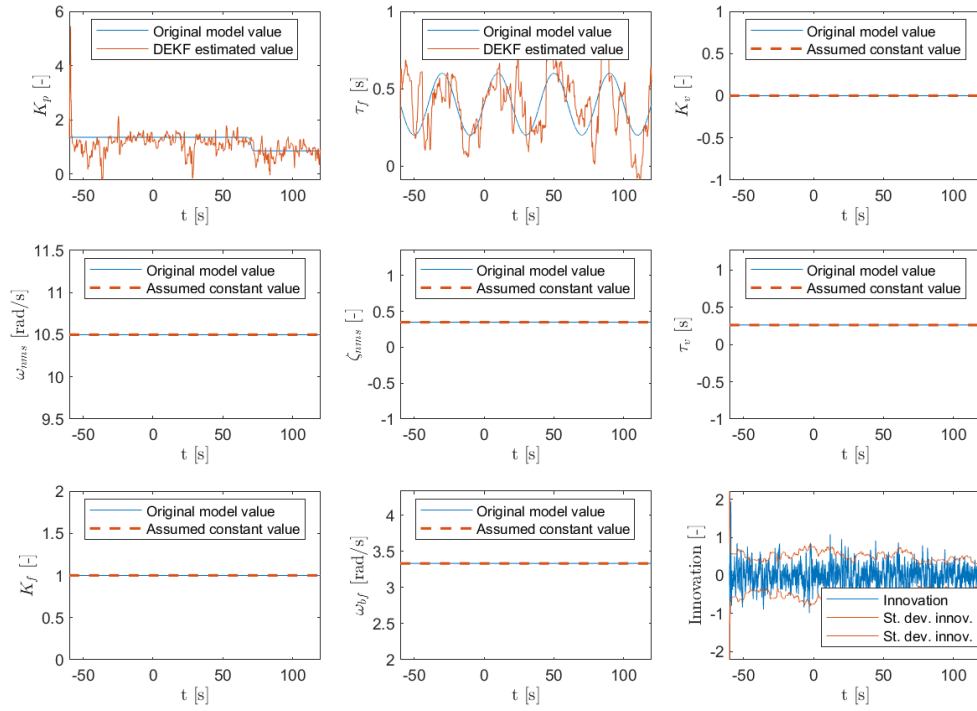 6
4
2
0
K_p [-]
Original model value
DEKF estimated value
-50
0
50
100
t [s]
1
0.5
0
τ_f [s]
Original model value
DEKF estimated value
-50
0
50
100
t [s]
1
0.5
0
-0.5
-1
K_v [-]
Original model value
Assumed constant value
-50
0
50
100
t [s]
11.5
11
10.5
10
9.5
ω_nms [rad/s]
Original model value
Assumed constant value
-50
0
50
100
t [s]
1
0.5
0
-0.5
-1
ζ_nms [-]
Original model value
Assumed constant value
-50
0
50
100
t [s]
1
0.5
0
-0.5
-1
τ_v [s]
Original model value
Assumed constant value
-50
0
50
100
t [s]
2
1.5
1
0.5
0
K_f [-]
Original model value
Assumed constant value
-50
0
50
100
t [s]
4
3.5
3
2.5
2
ω_bf [rad/s]
Original model value
Assumed constant value
-50
0
50
100
t [s]
2
1
0
-1
-2
Innovation [-]
Innovation
St. dev. innov.
St. dev. innov.
-50
0
50
100
t [s]